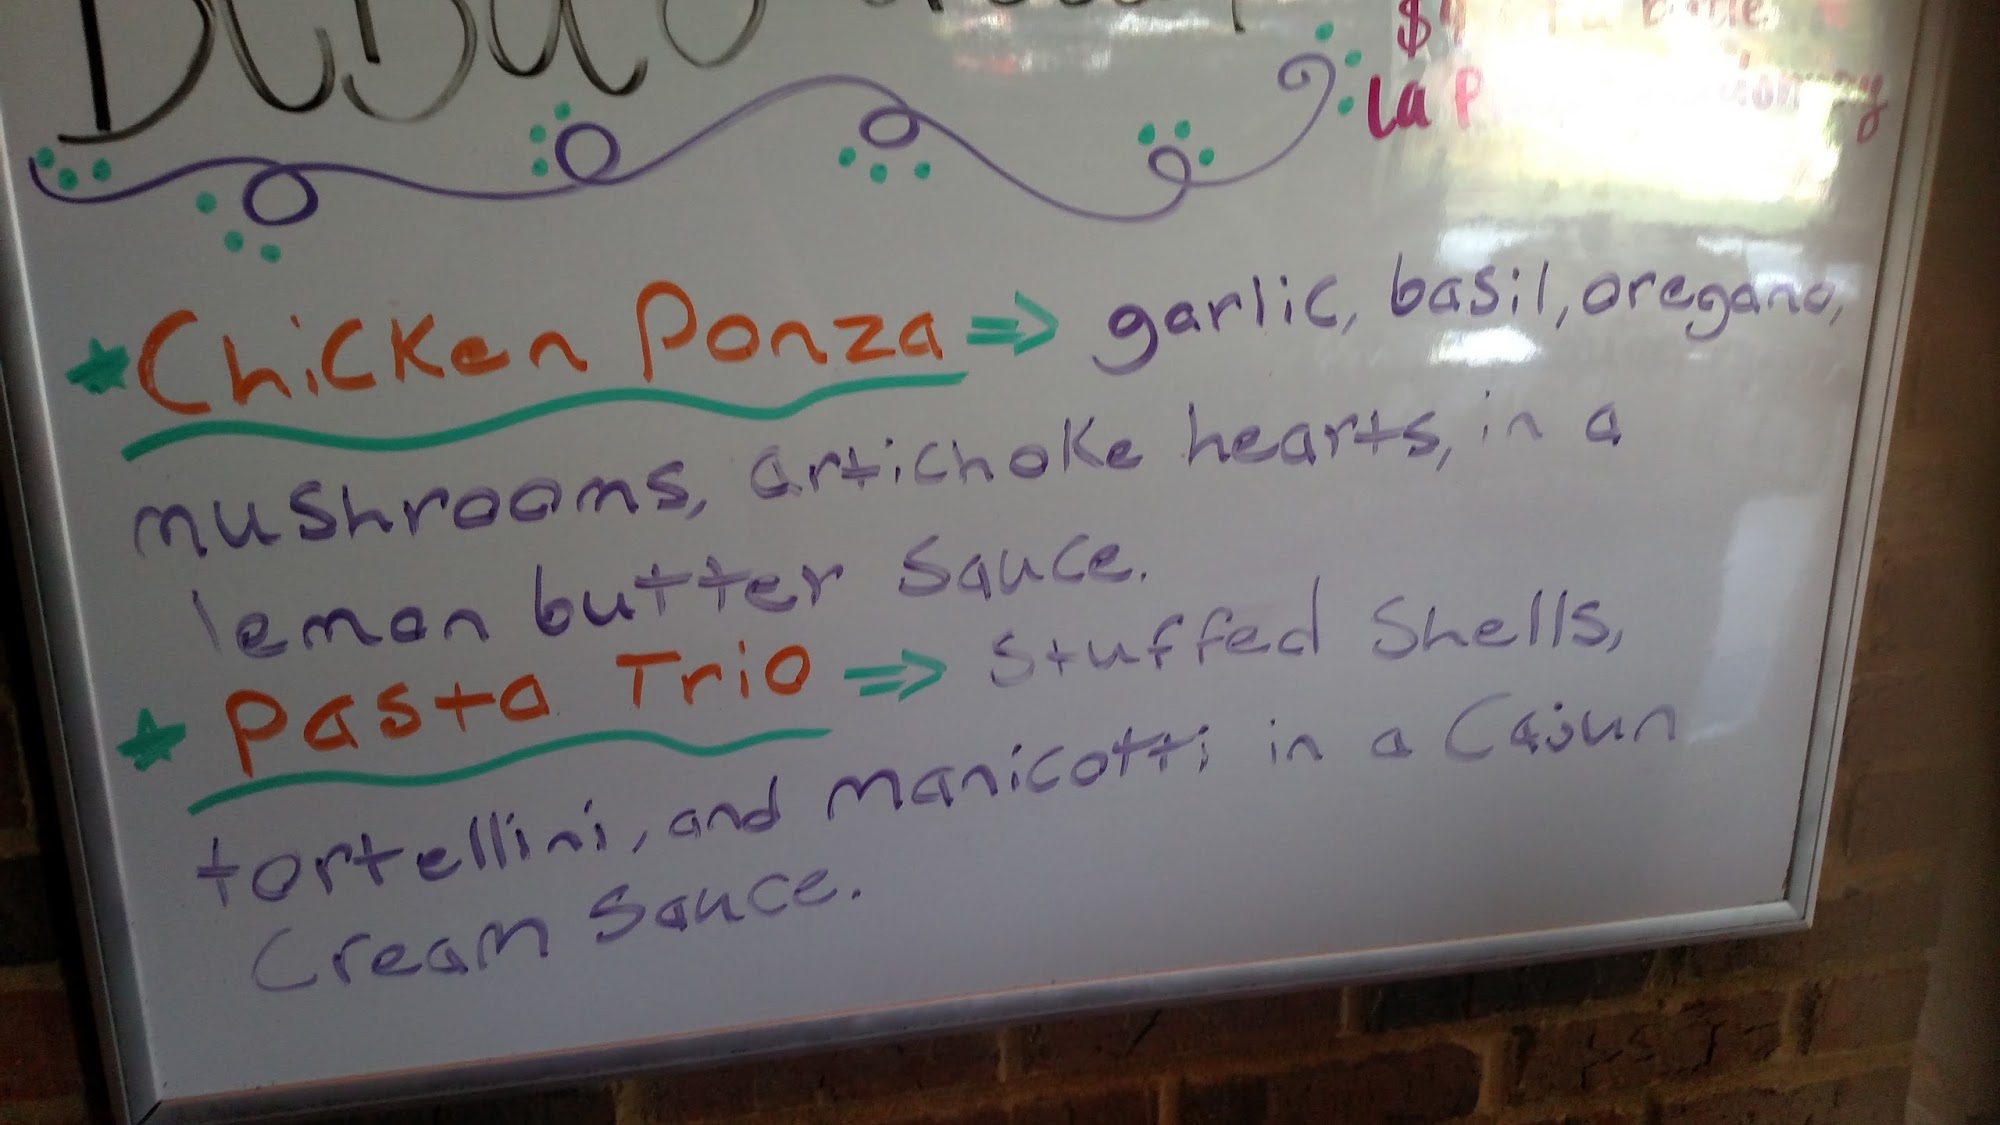 La
Chicken Ponza ⇒ garlic, basil, oregano,
mushrooms, artichoke hearts, in a
lemon butter sauce.
Pasta Trio ⇒ stuffed shells,
tortellini, and manicotti in a Cajun
cream sauce.